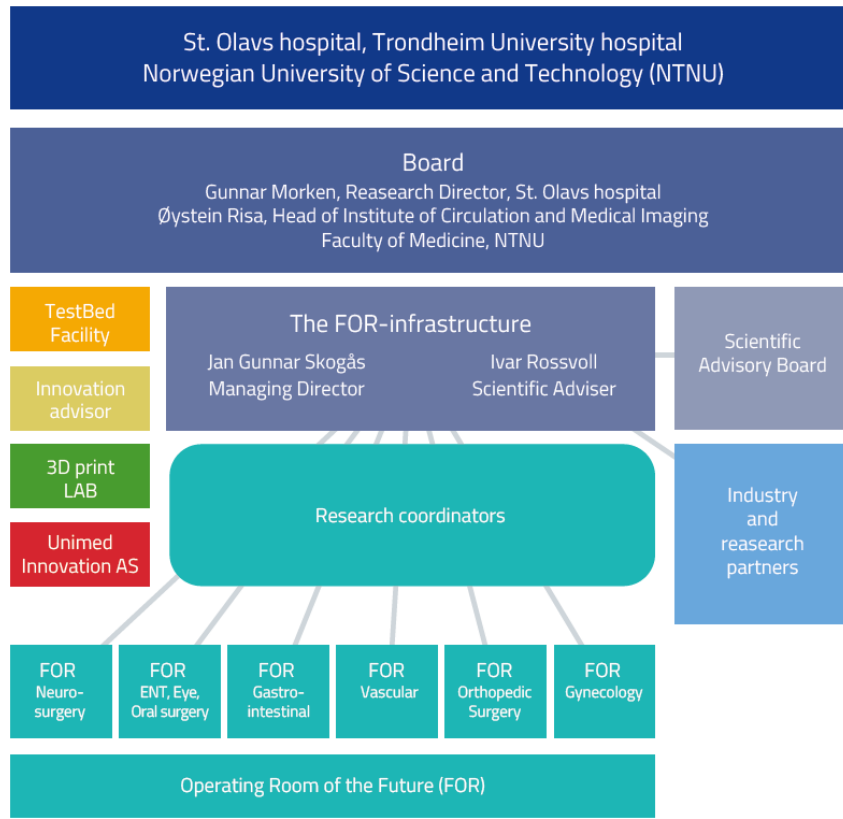 St. Olavs hospital, Trondheim University hospital
Norwegian University of Science and Technology (NTNU)
Board
Gunnar Morken, Reasearch Director, St. Olavs hospital
Øystein Risa, Head of Institute of Circulation and Medical Imaging
Faculty of Medicine, NTNU
TestBed
Facility
Innovation
advisor
3D print
LAB
Unimed
Innovation AS
The FOR-infrastructure
Jan Gunnar Skogås
Managing Director
Ivar Rossvoll
Scientific Adviser
Scientific
Advisory Board
Research coordinators
Industry
and
reasearch
partners
FOR
Neuro-
surgery
FOR
ENT, Eye,
Oral surgery
FOR
Gastro-
intestinal
FOR
Vascular
FOR
Orthopedic
Surgery
FOR
Gynecology
Operating Room of the Future (FOR)